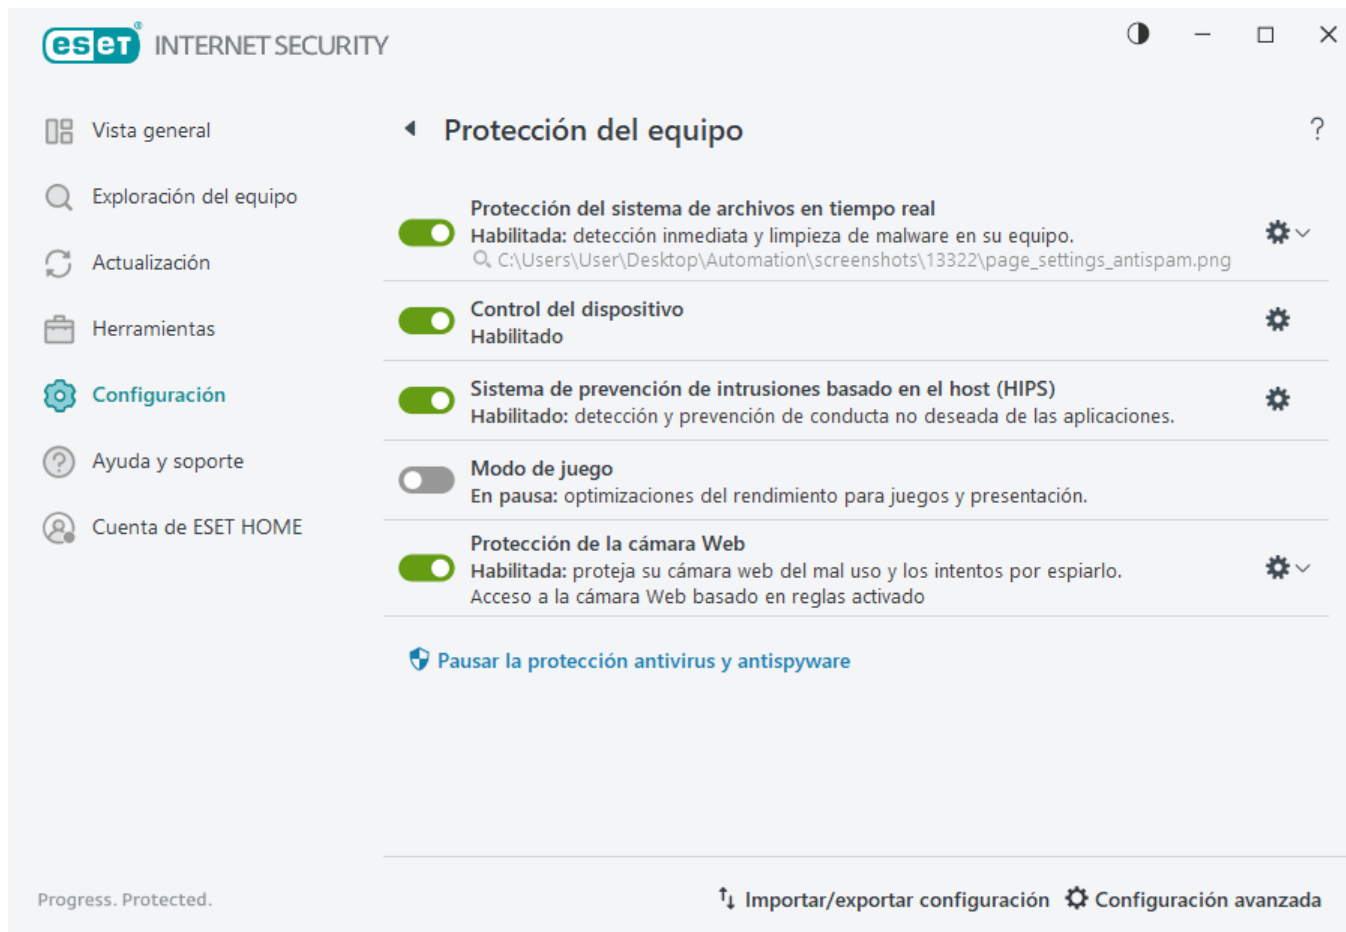 eset® INTERNET SECURITY
Vista general
Exploración del equipo
Actualización
Herramientas
Configuración
Ayuda y soporte
Cuenta de ESET HOME
Protección del equipo
?
Protección del sistema de archivos en tiempo real
Habilitada: detección inmediata y limpieza de malware en su equipo.
C:\Users\User\Desktop\Automation\screenshots\13322\page_settings_antispam.png
Control del dispositivo
Habilitado
Sistema de prevención de intrusiones basado en el host (HIPS)
Habilitado: detección y prevención de conducta no deseada de las aplicaciones.
Modo de juego
En pausa: optimizaciones del rendimiento para juegos y presentación.
Protección de la cámara Web
Habilitada: proteja su cámara web del mal uso y los intentos por espiarlo.
Acceso a la cámara Web basado en reglas activado
Pausar la protección antivirus y antispyware
Progress. Protected.
Importar/exportar configuración
Configuración avanzada